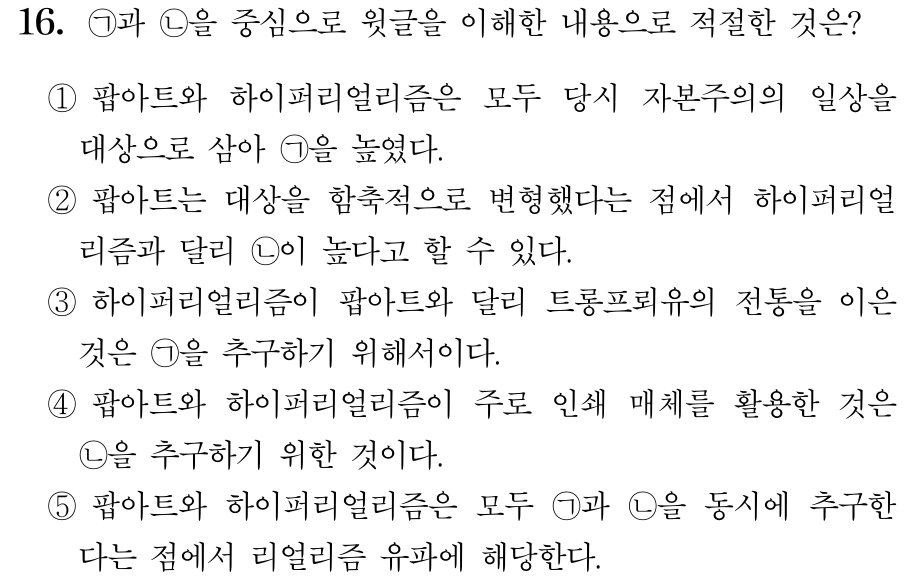 16. ㉠과 ㉡을 중심으로 윗글을 이해한 내용으로 적절한 것은?
① 팝아트와 하이퍼리얼리즘은 모두 당시 자본주의의 일상을
대상으로 삼아 ㉠을 높였다.
② 팝아트는 대상을 함축적으로 변형했다는 점에서 하이퍼리얼
리즘과 달리 ㉡이 높다고 할 수 있다.
③ 하이퍼리얼리즘이 팝아트와 달리 트롱프뢰유의 전통을 이은
것은 ㉠을 추구하기 위해서이다.
④ 팝아트와 하이퍼리얼리즘이 주로 인쇄 매체를 활용한 것은
㉡을 추구하기 위한 것이다.
⑤ 팝아트와 하이퍼리얼리즘은 모두 ㉠과 ㉡을 동시에 추구한
다는 점에서 리얼리즘 유파에 해당한다.